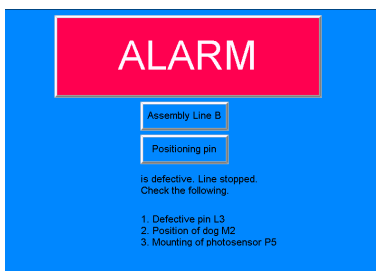 ALARM
Assembly Line B
Positioning pin
is defective. Line stopped.
Check the following.
1. Defective pin L3
2. Position of dog M2
3. Mounting of photosensor P5